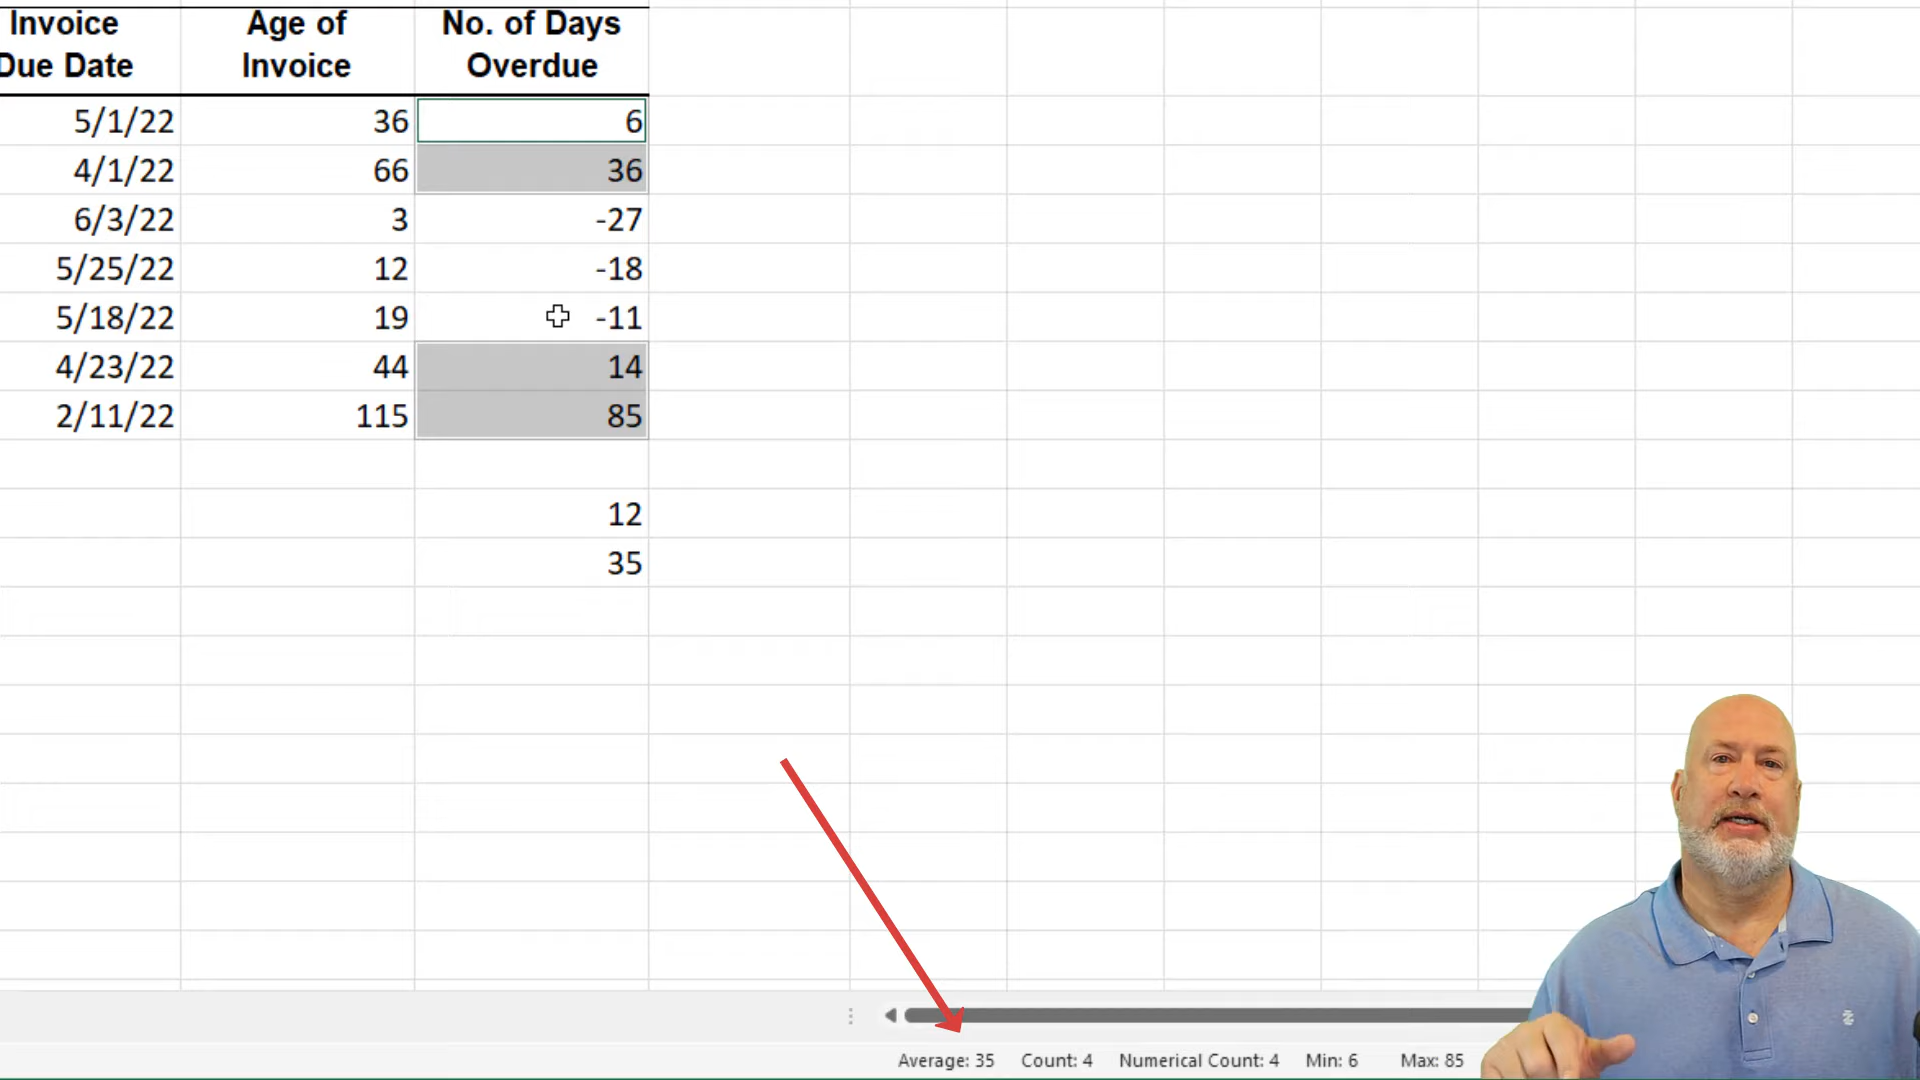 Invoice Due Date
Age of Invoice
No. of Days Overdue
5/1/22 36 6
4/1/22 66 36
6/3/22 3 -27
5/25/22 12 -18
5/18/22 19 -11
4/23/22 44 14
2/11/22 115 85
12
35
Average: 35 Count: 4 Numerical Count: 4 Min: 6 Max: 85